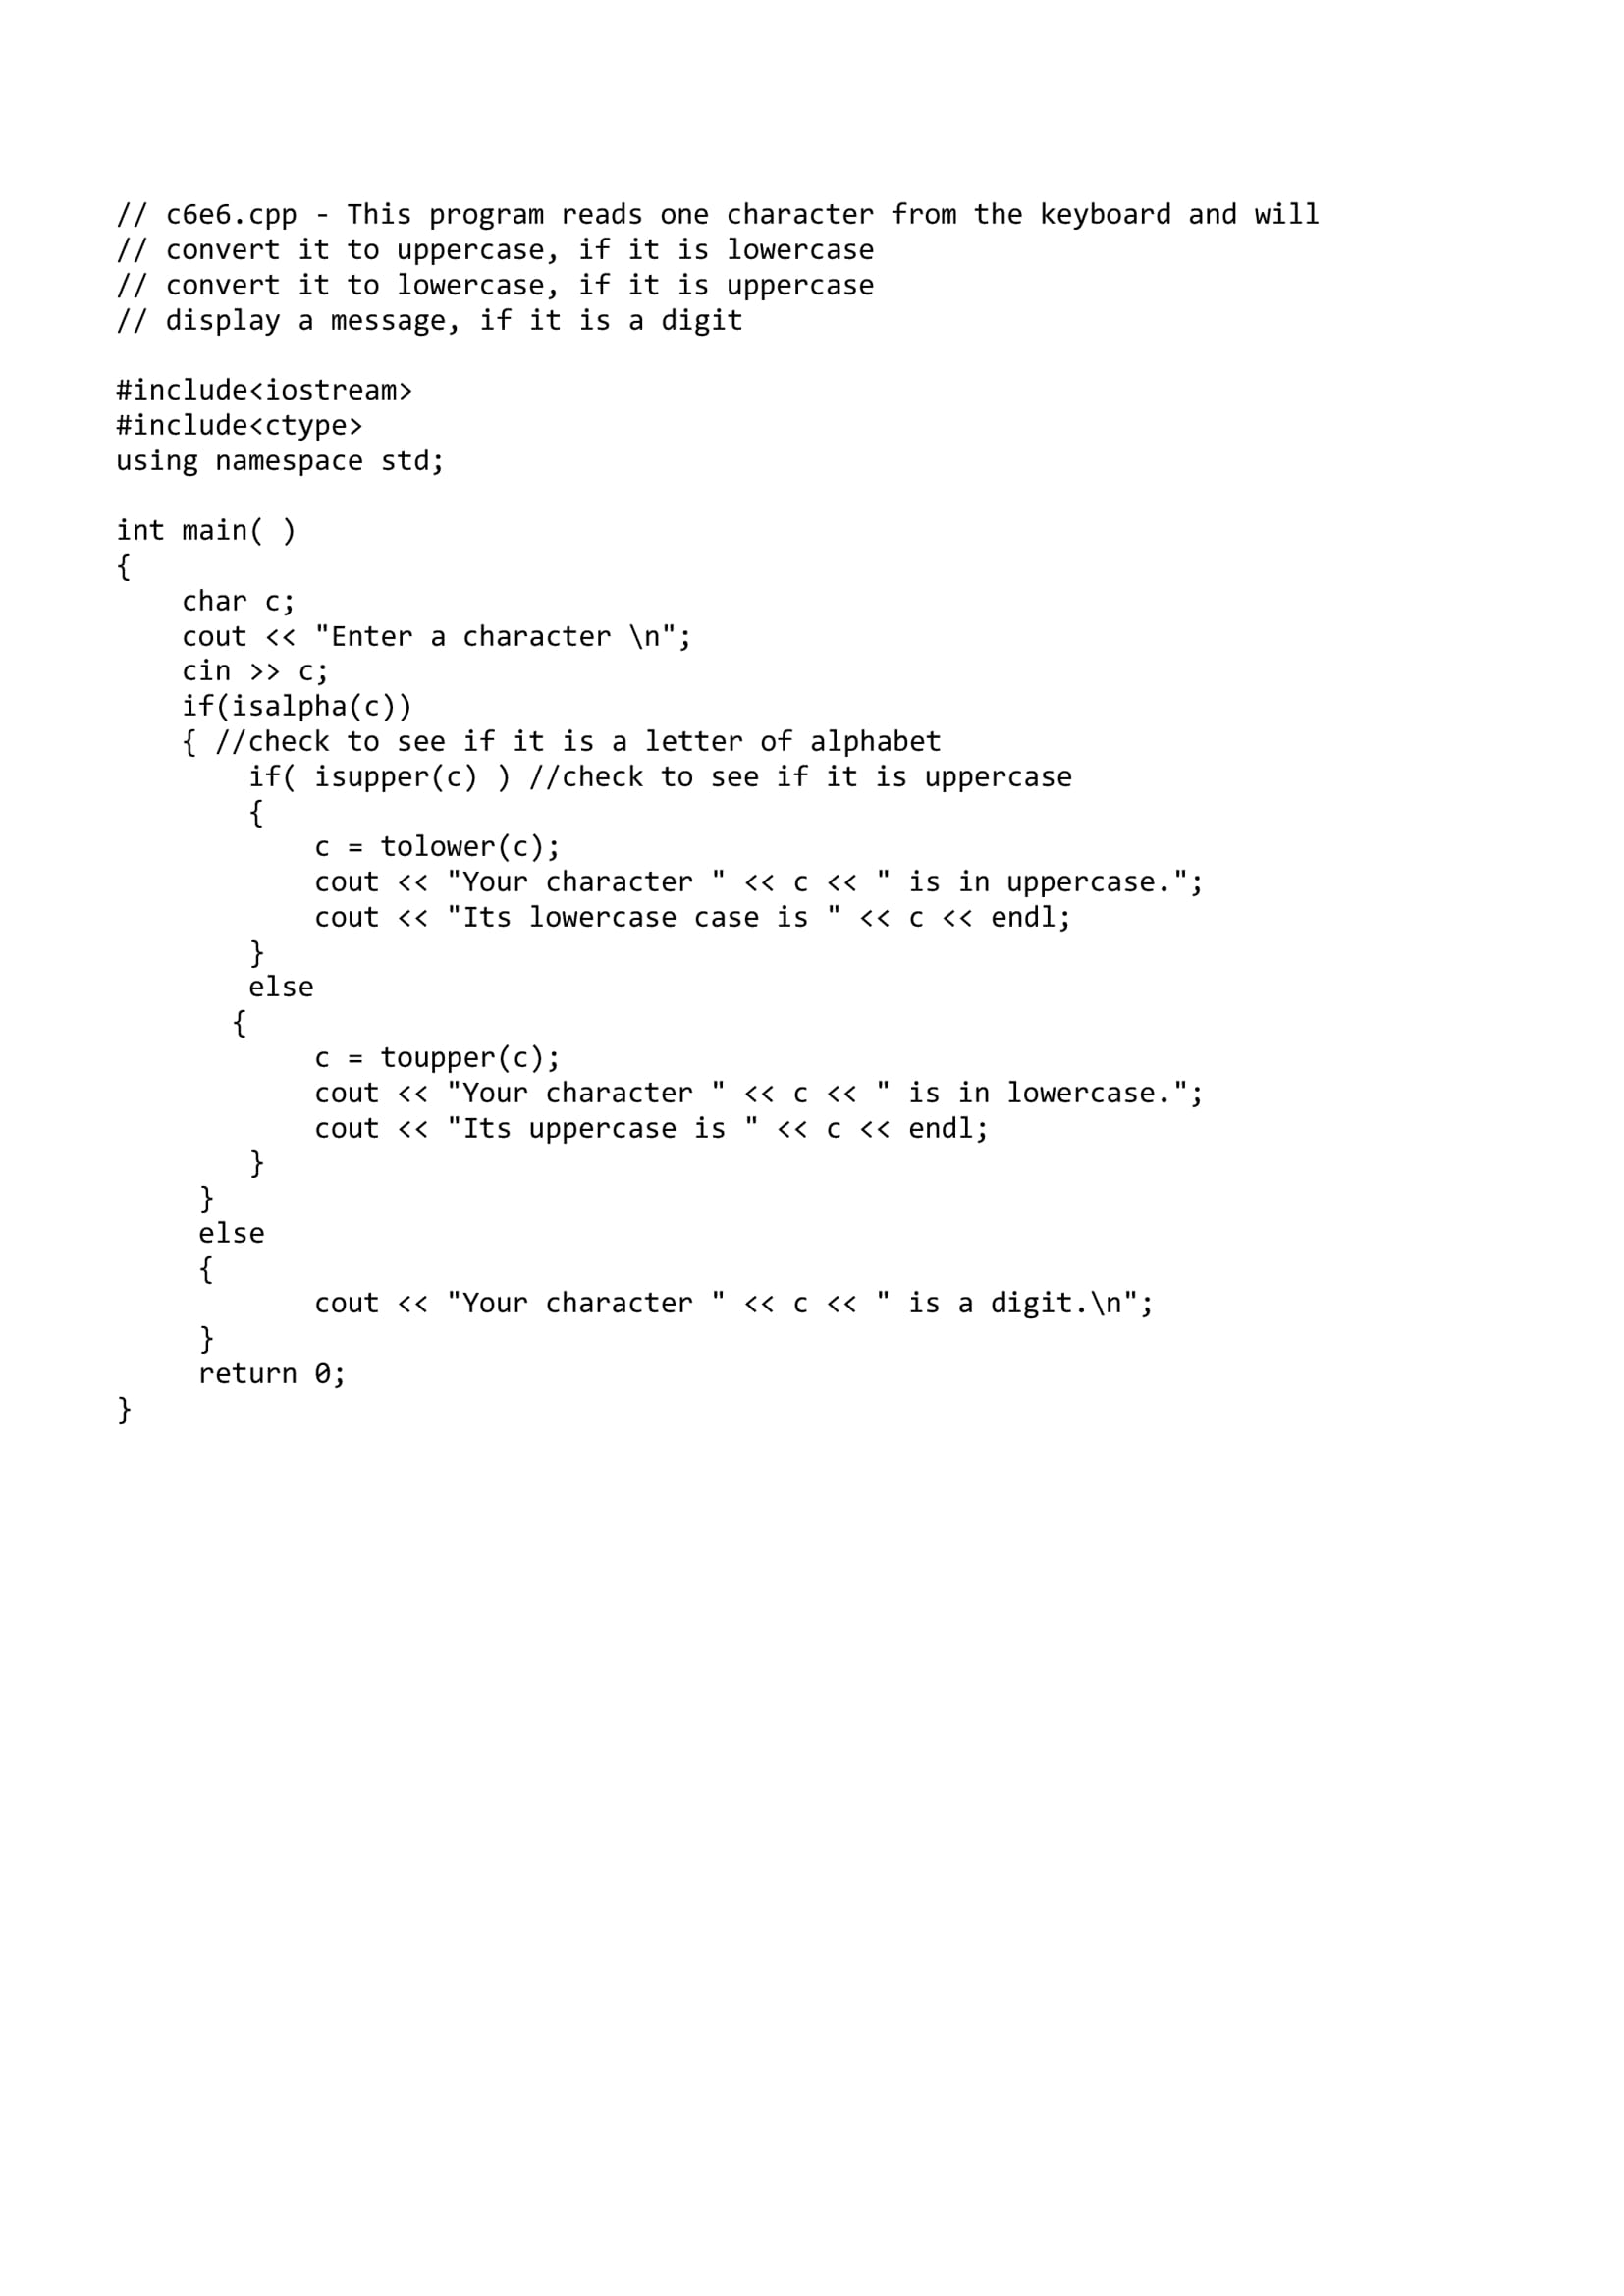 // c6e6.cpp - This program reads one character from the keyboard and will
// convert it to uppercase, if it is lowercase
// convert it to lowercase, if it is uppercase
// display a message, if it is a digit

#include<iostream>
#include<ctype>
using namespace std;

int main( )
{
    char c;
    cout << "Enter a character \n";
    cin >> c;
    if(isalpha(c))
    { //check to see if it is a letter of alphabet
        if( isupper(c) ) //check to see if it is uppercase
        {
            c = tolower(c);
            cout << "Your character " << c << " is in uppercase.";
            cout << "Its lowercase case is " << c << endl;
        }
        else
       {
            c = toupper(c);
            cout << "Your character " << c << " is in lowercase.";
            cout << "Its uppercase is " << c << endl;
        }
     }
     else
     {
            cout << "Your character " << c << " is a digit.\n";
     }
     return 0;
}